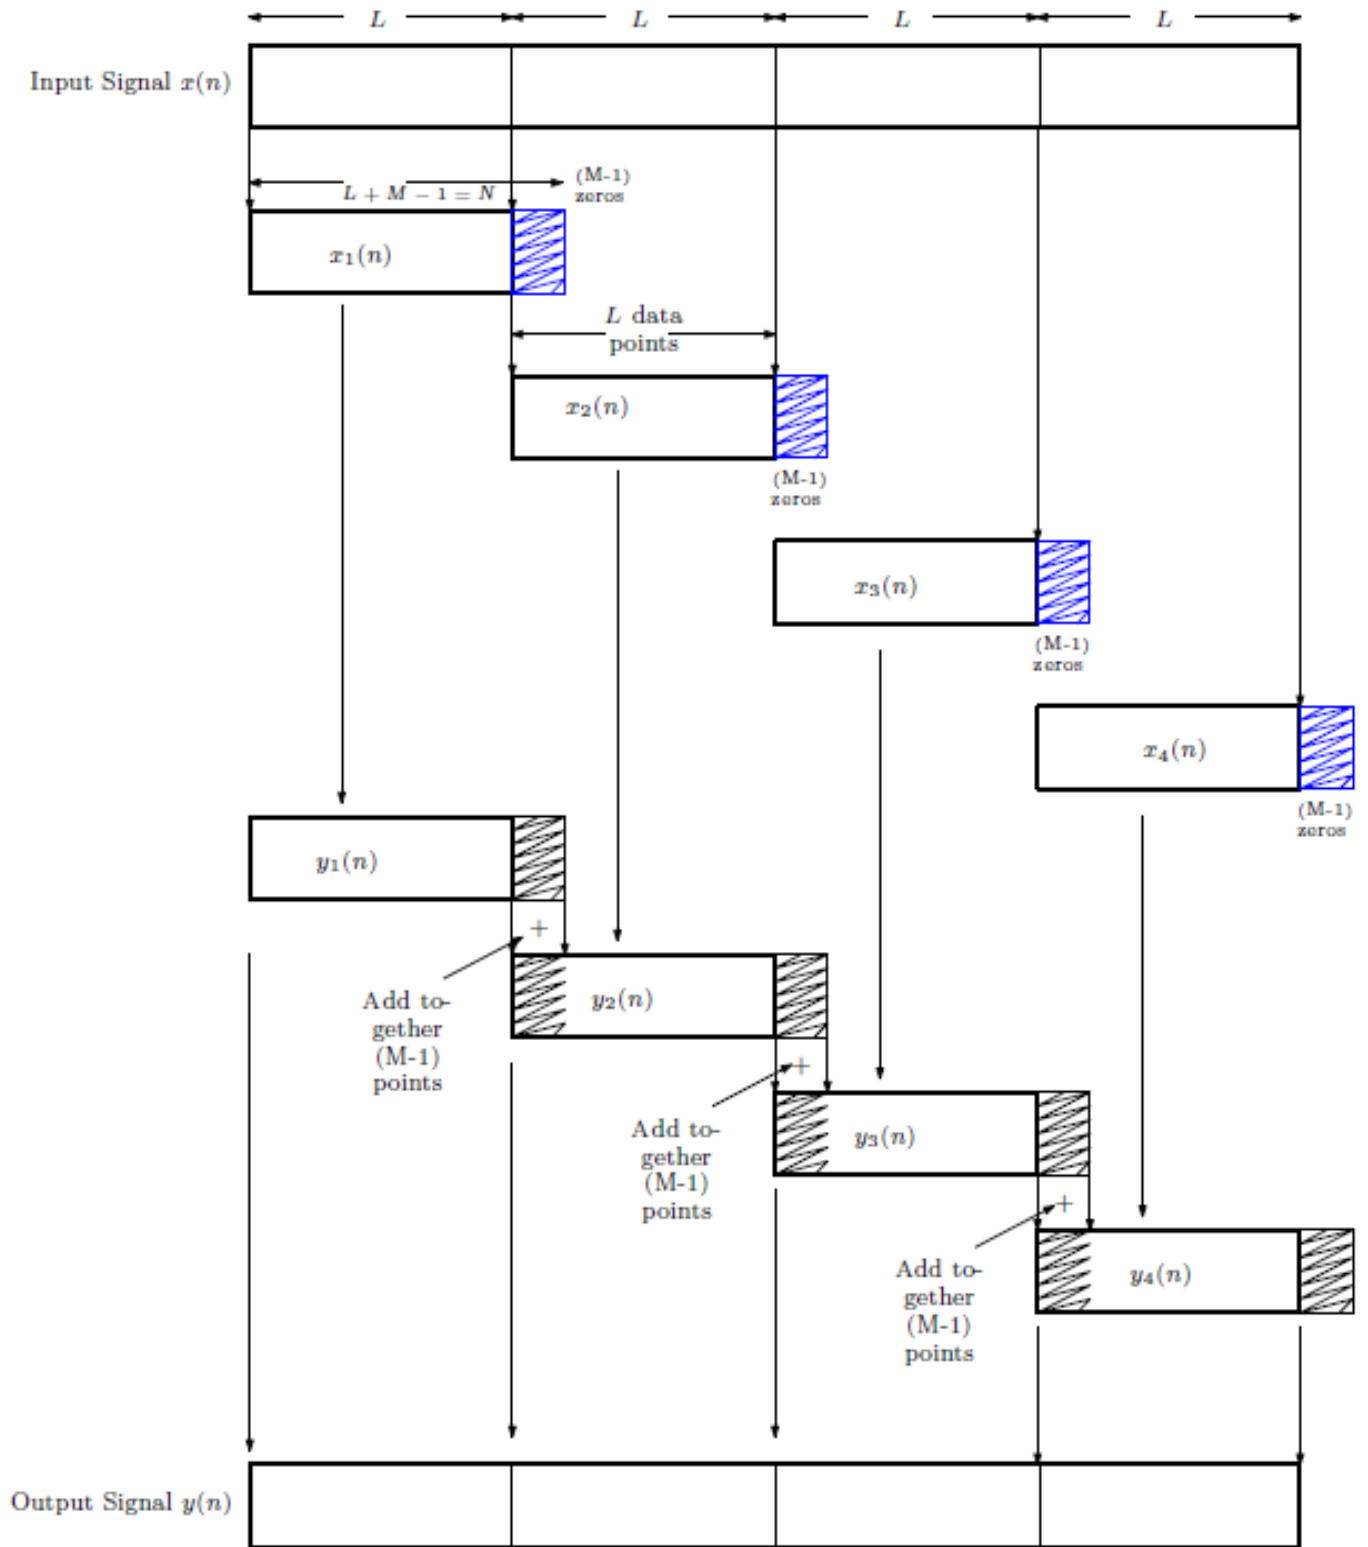 L L L L
Input Signal x(n)
(M-1)
zeros
L + M − 1 = N
x₁(n)
L data
points
x₂(n)
(M-1)
zeros
x₃(n)
(M-1)
zeros
x₄(n)
(M-1)
zeros
y₁(n)
+
Add to-
gether
(M-1)
points
y₂(n)
+
Add to-
gether
(M-1)
points
y₃(n)
+
Add to-
gether
(M-1)
points
y₄(n)
Output Signal y(n)